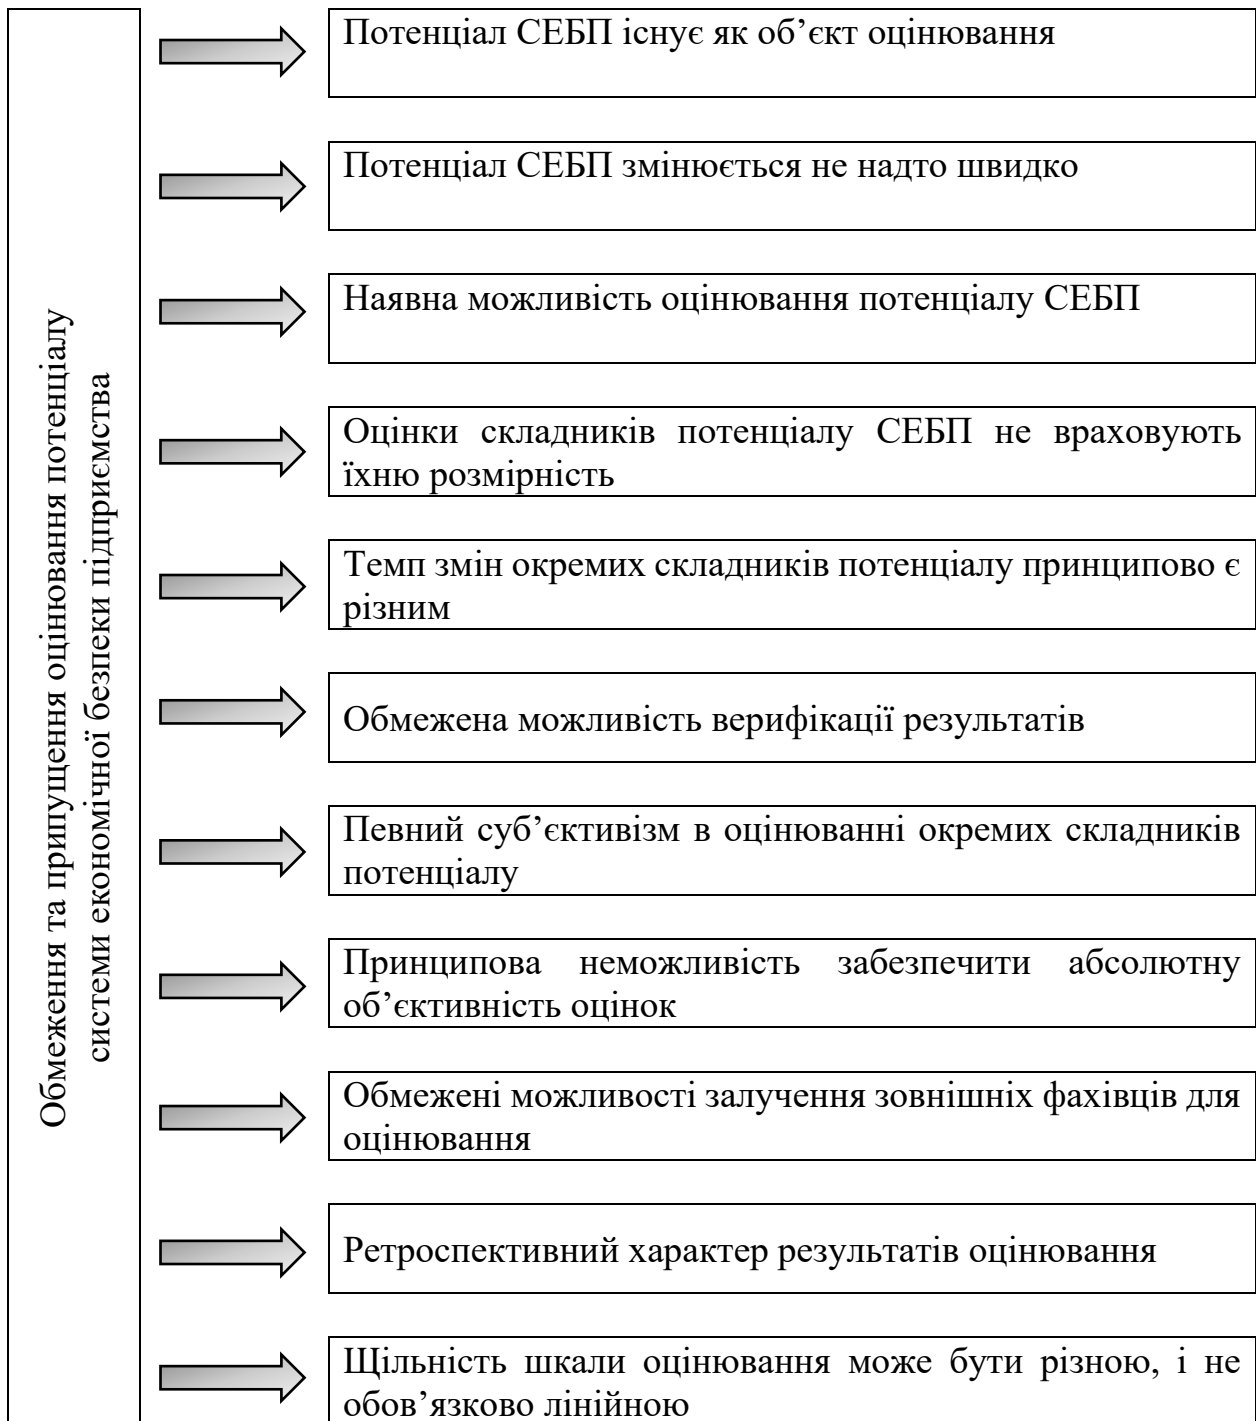 Обмеження та припущення оцінювання потенціалу
системи економічної безпеки підприємства
Потенціал СЕБП існує як об’єкт оцінювання
Потенціал СЕБП змінюється не надто швидко
Наявна можливість оцінювання потенціалу СЕБП
Оцінки складників потенціалу СЕБП не враховують
їхню розмірність
Темп змін окремих складників потенціалу принципово є
різним
Обмежена можливість верифікації результатів
Певний суб’єктивізм в оцінюванні окремих складників
потенціалу
Принципова неможливість забезпечити абсолютну
об’єктивність оцінок
Обмежені можливості залучення зовнішніх фахівців для
оцінювання
Ретроспективний характер результатів оцінювання
Щільність шкали оцінювання може бути різною, і не
обов’язково лінійною